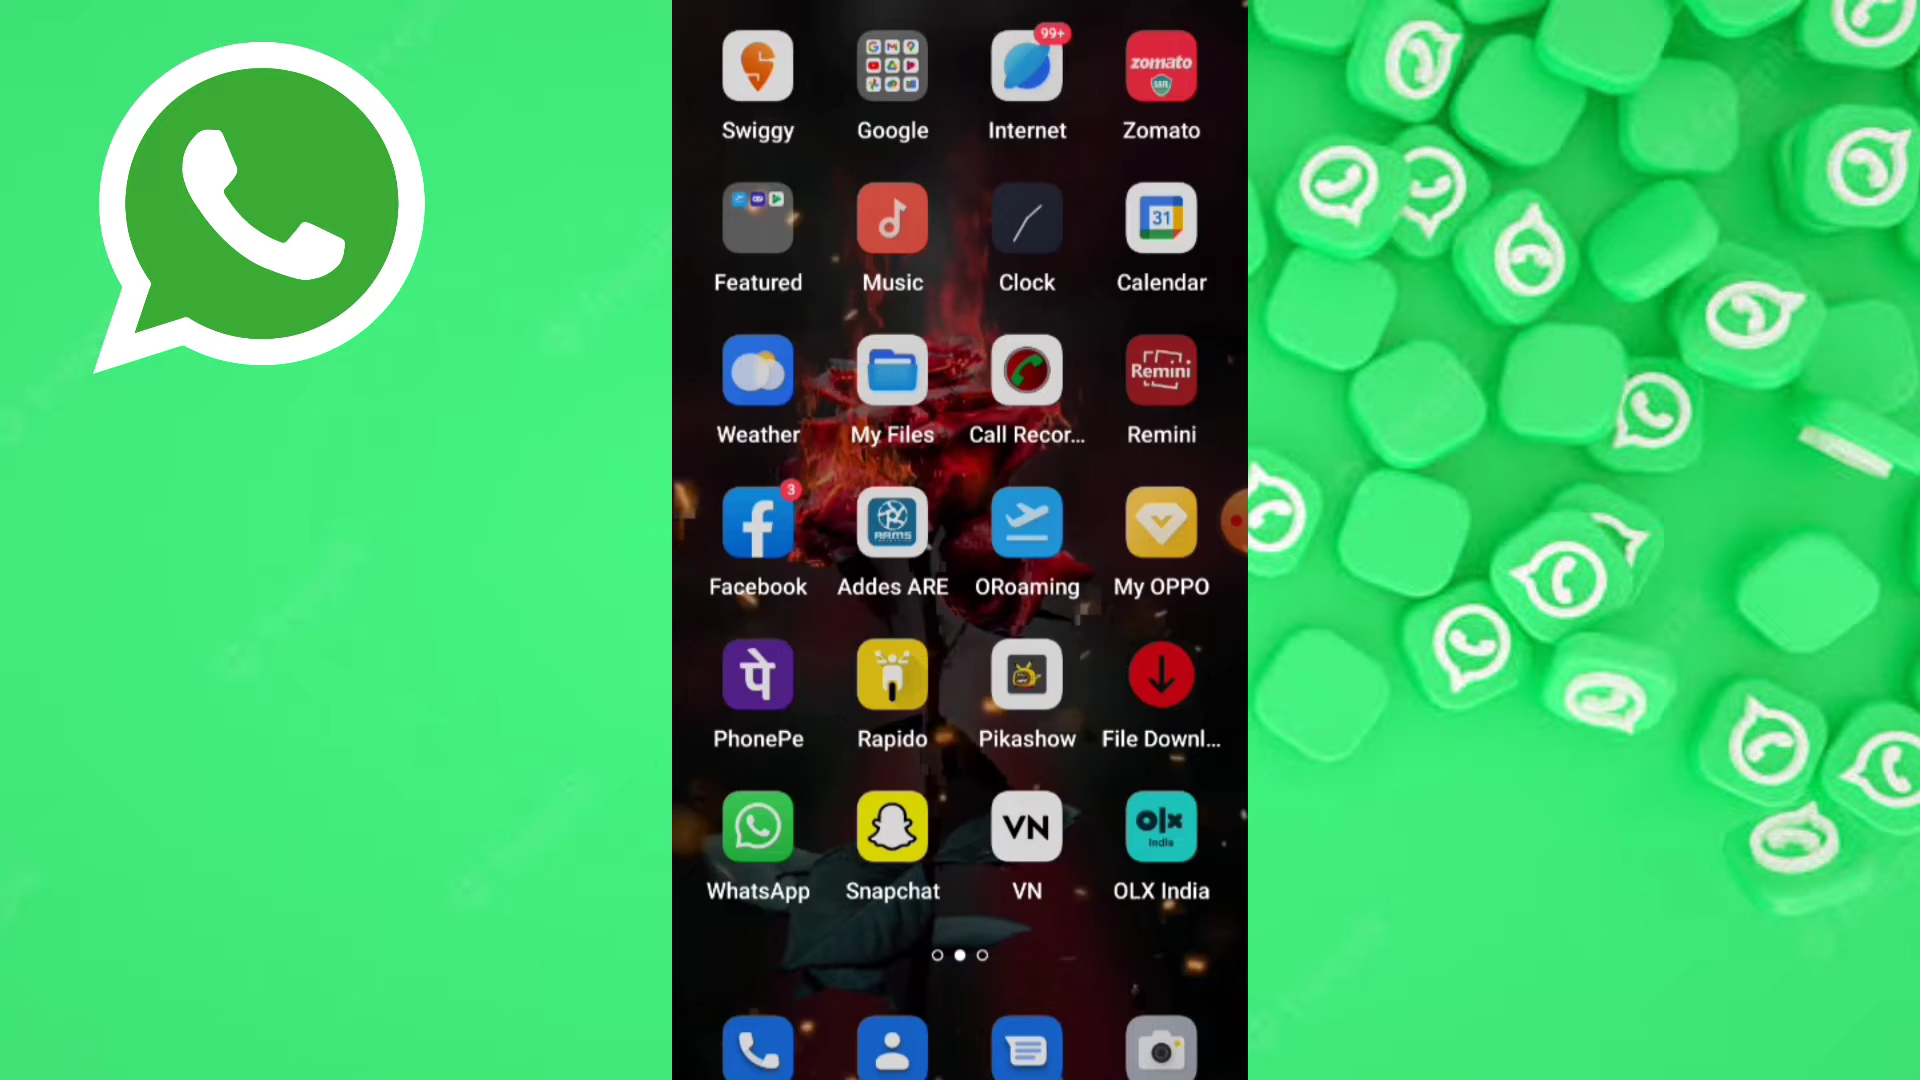 99+
zomato
SAFE
Swiggy Google Internet Zomato
31
Featured Music Clock Calendar
Remini
Weather My Files Call Recor... Remini
3
ARMS
Facebook Addes ARE ORoaming My OPPO
पे
PhonePe Rapido Pikashow File Downl...
VN olx
India
WhatsApp Snapchat VN OLX India